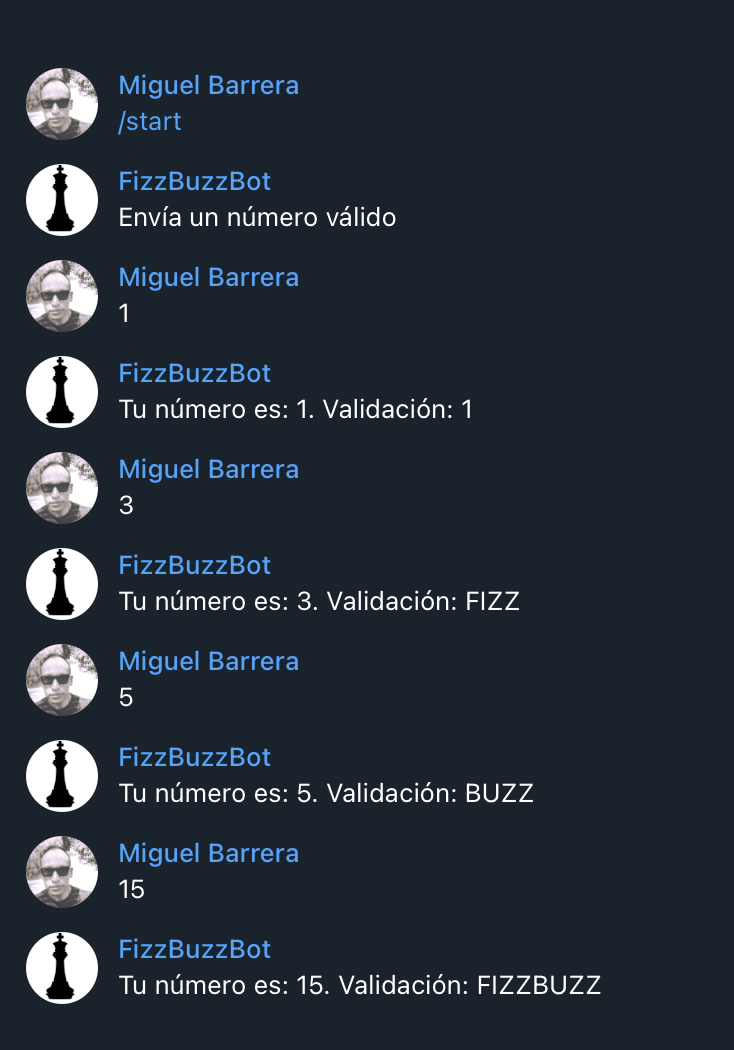 Miguel Barrera
/start
FizzBuzzBot
Envía un número válido
Miguel Barrera
1
FizzBuzzBot
Tu número es: 1. Validación: 1
Miguel Barrera
3
FizzBuzzBot
Tu número es: 3. Validación: FIZZ
Miguel Barrera
5
FizzBuzzBot
Tu número es: 5. Validación: BUZZ
Miguel Barrera
15
FizzBuzzBot
Tu número es: 15. Validación: FIZZBUZZ